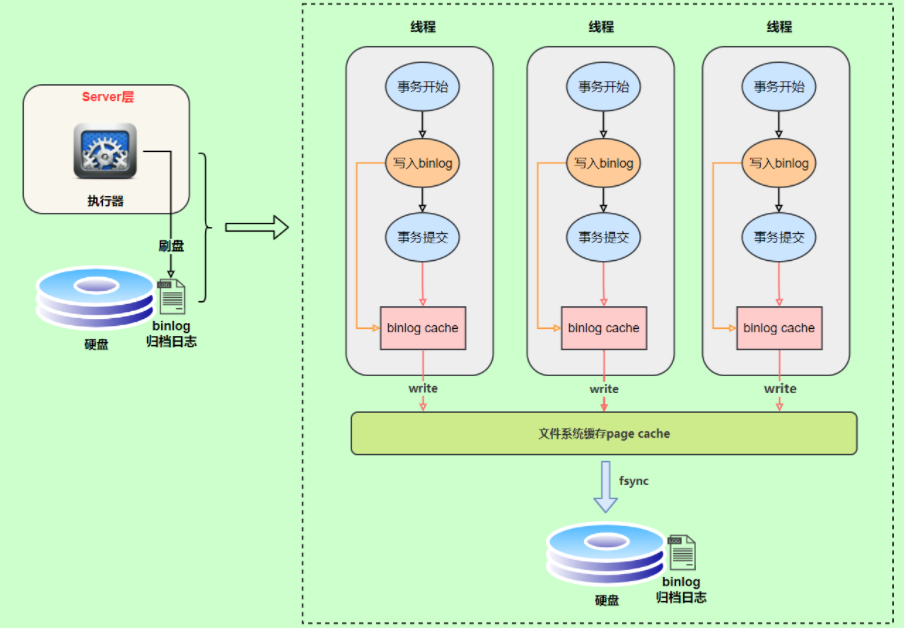 Server层
执行器
刷盘
硬盘
binlog
归档日志
线程
线程
线程
事务开始
事务开始
事务开始
写入binlog
写入binlog
写入binlog
事务提交
事务提交
事务提交
binlog cache
binlog cache
binlog cache
write
write
write
文件系统缓存page cache
fsync
硬盘
binlog
归档日志